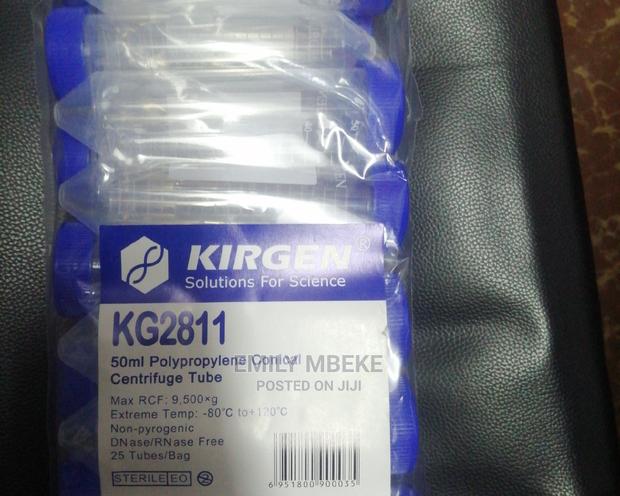 KIRGEN®
Solutions For Science
KG2811
50ml Polypropylene Conical
Centrifuge Tube
EMILY MBEKE
POSTED ON JIJI
Max RCF: 9,500×g
Extreme Temp: -80℃ to+120℃
Non-pyrogenic
DNase/RNase Free
25 Tubes/Bag
STERILE EO
6 951800 900035